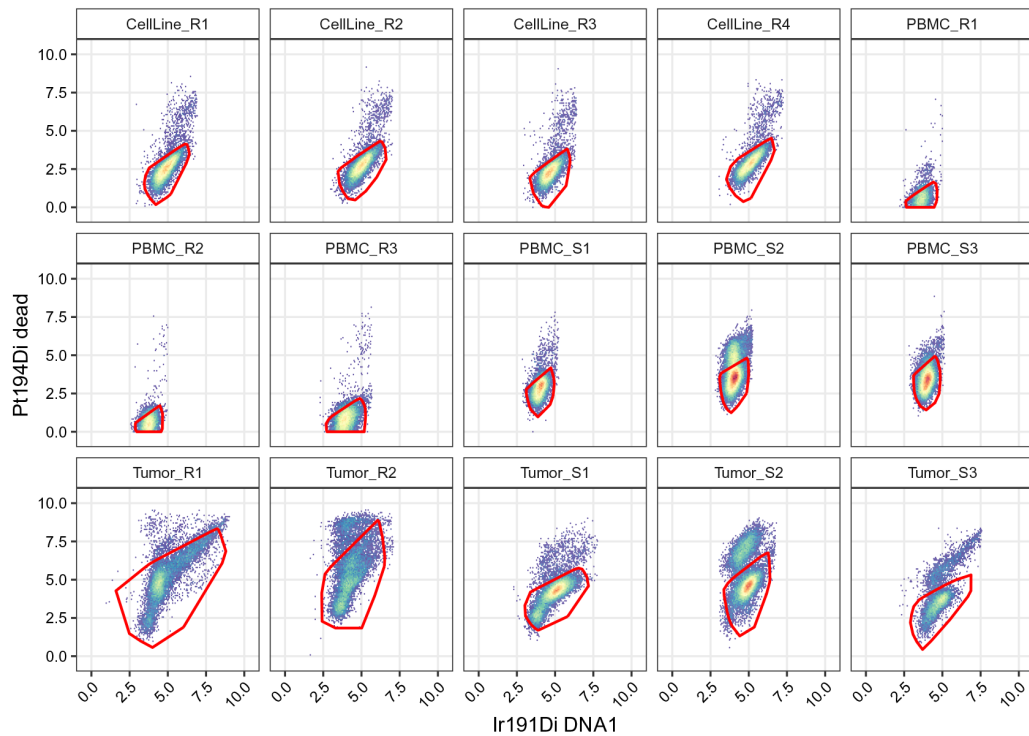 CellLine_R1 CellLine_R2 CellLine_R3 CellLine_R4 PBMC_R1
10.0
7.5
5.0
2.5
0.0
PBMC_R2 PBMC_R3 PBMC_S1 PBMC_S2 PBMC_S3
10.0
7.5
5.0
2.5
0.0
Tumor_R1 Tumor_R2 Tumor_S1 Tumor_S2 Tumor_S3
10.0
7.5
5.0
2.5
0.0
0.0 2.5 5.0 7.5 10.0 0.0 2.5 5.0 7.5 10.0 0.0 2.5 5.0 7.5 10.0 0.0 2.5 5.0 7.5 10.0 0.0 2.5 5.0 7.5 10.0
Pt194Di dead
Ir191Di DNA1